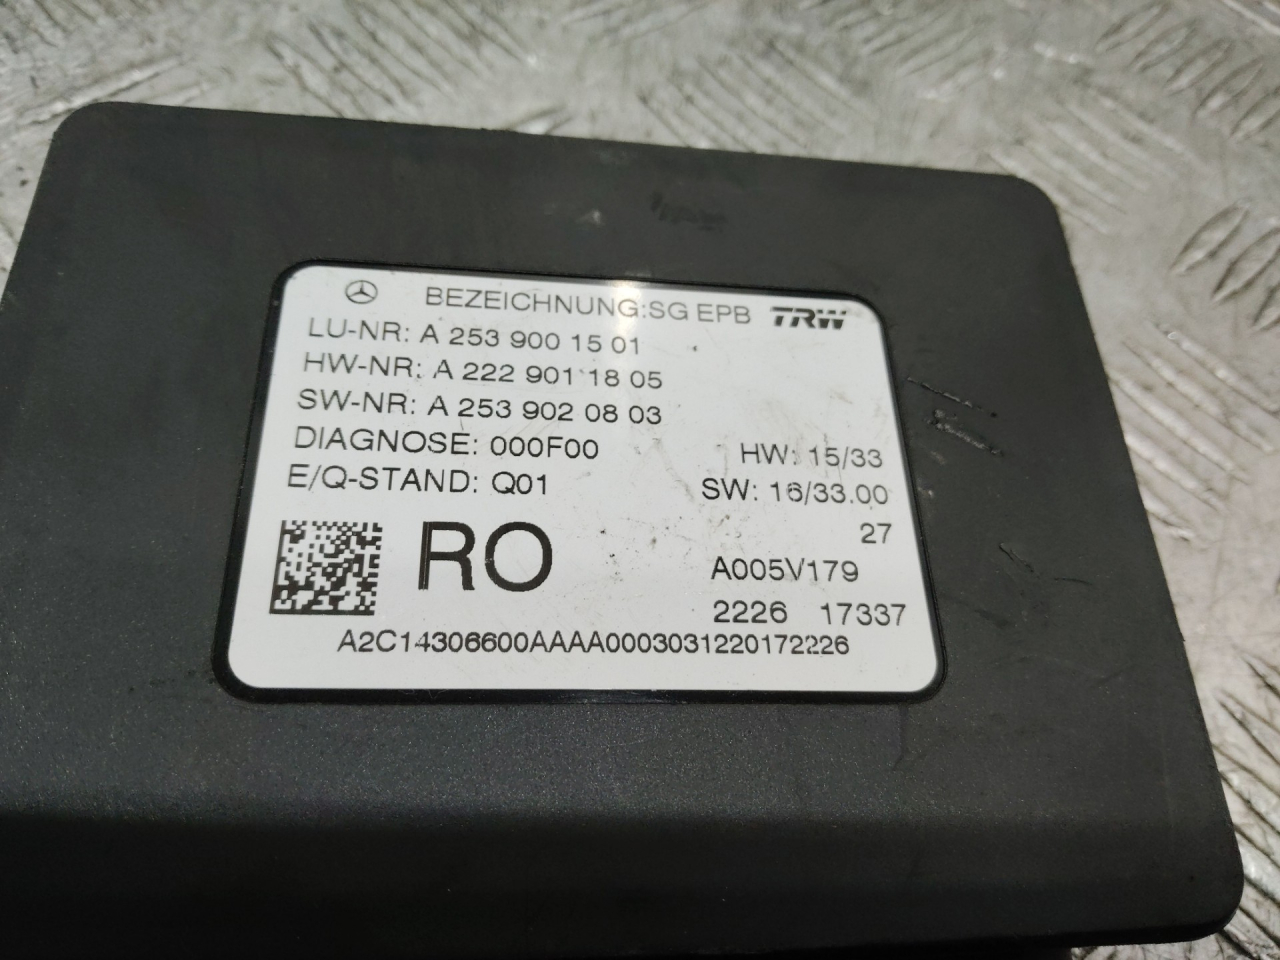 BEZEICHNUNG:SG EPB TRW
LU-NR: A 253 900 15 01
HW-NR: A 222 901 18 05
SW-NR: A 253 902 08 03
DIAGNOSE: 000F00 HW: 15/33
E/Q-STAND: Q01 SW: 16/33.00
27
RO A005V179
2226 17337
A2C14306600AAAA0003031220172226